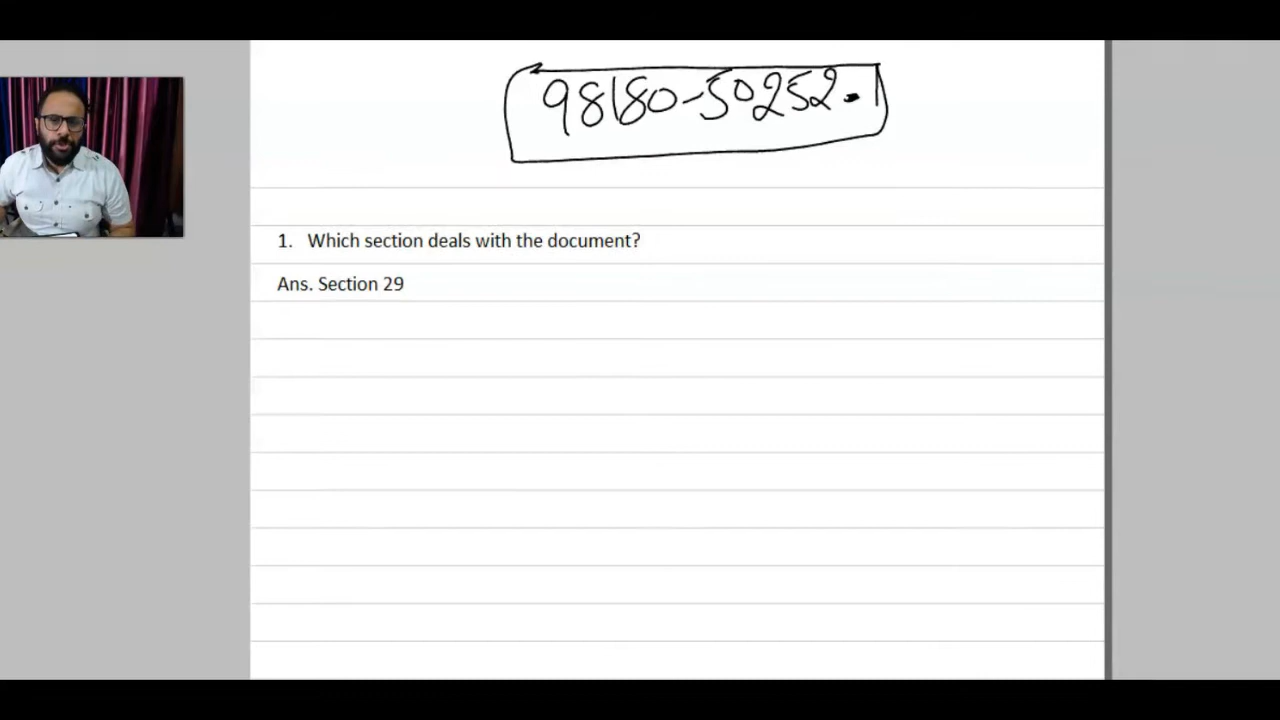 98180-50252.
1. Which section deals with the document?
Ans. Section 29